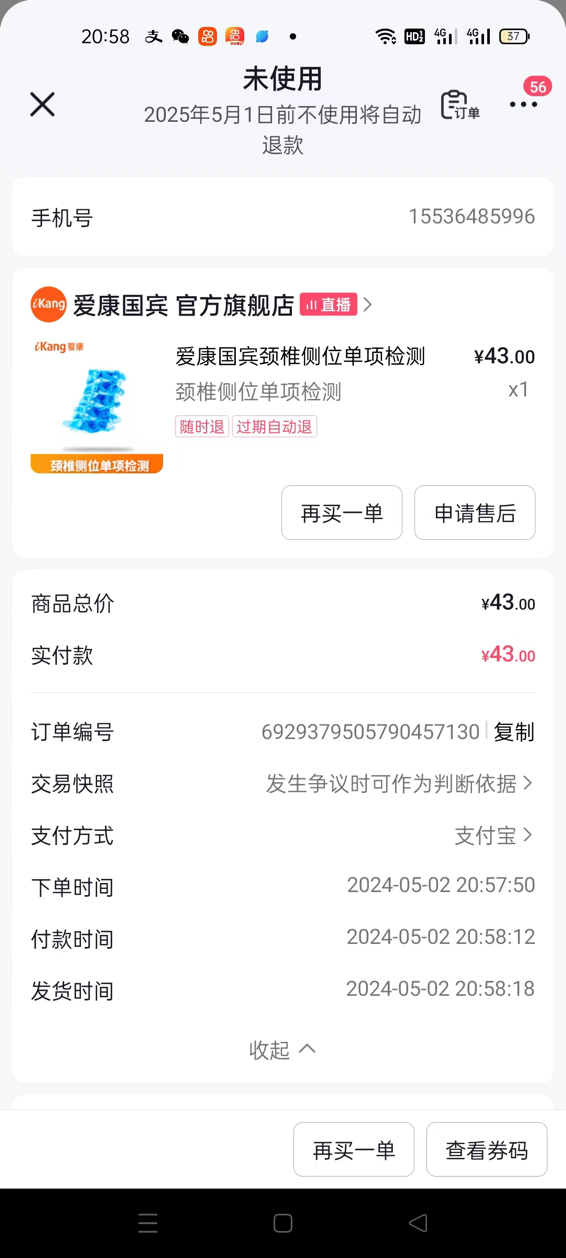 20:58
支
HD1
4G
4G
37
未使用
2025年5月1日前不使用将自动
退款
订单
56
手机号
15536485996
iKang
爱康国宾 官方旗舰店
直播
iKang爱康
颈椎侧位单项检测
爱康国宾颈椎侧位单项检测
¥43.00
颈椎侧位单项检测
x1
随时退
过期自动退
再买一单
申请售后
商品总价
¥43.00
实付款
¥43.00
订单编号
6929379505790457130
复制
交易快照
发生争议时可作为判断依据
支付方式
支付宝
下单时间
2024-05-02 20:57:50
付款时间
2024-05-02 20:58:12
发货时间
2024-05-02 20:58:18
收起
再买一单
查看券码